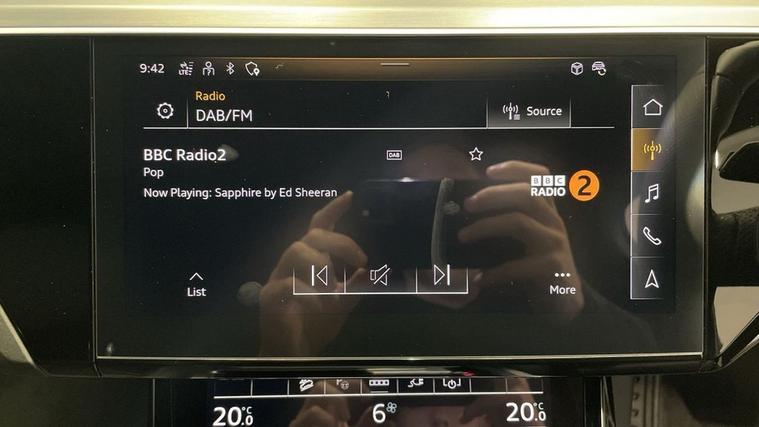 9:42 LTE
Radio
DAB/FM
Source
BBC Radio2
DAB
Pop
Now Playing: Sapphire by Ed Sheeran
BBC
RADIO 2
List
More
20.0°C
6
20.0°C